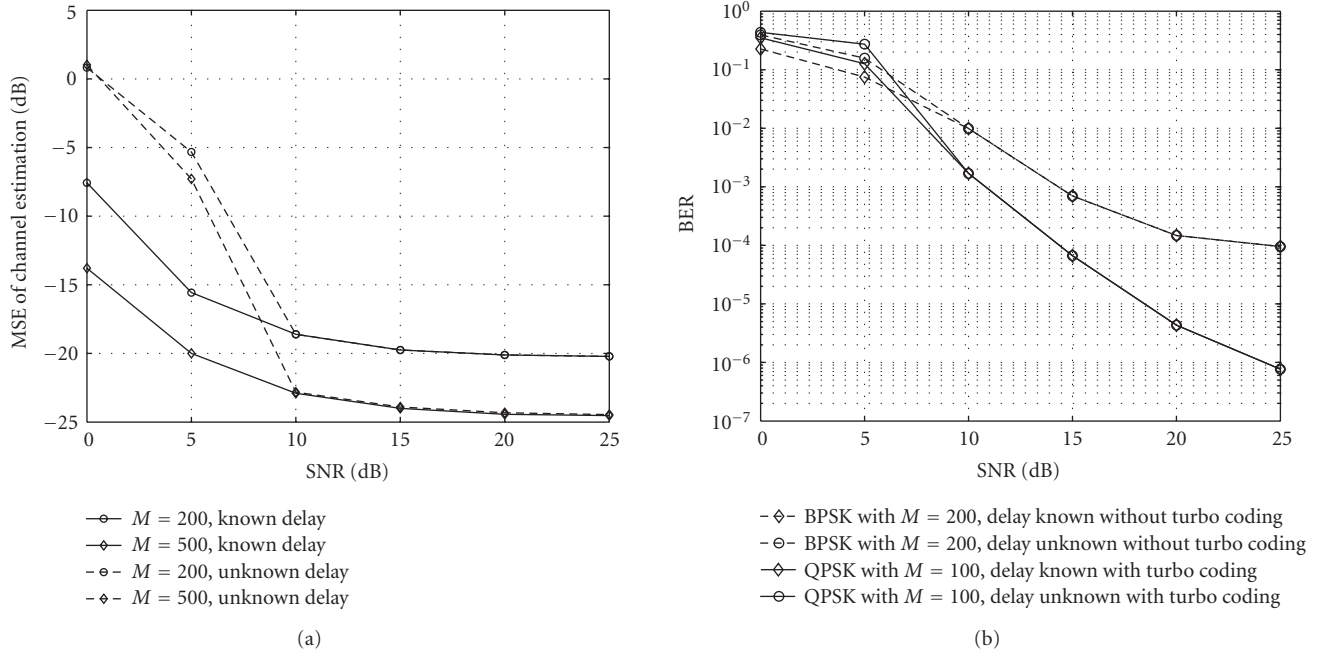 5
0
−5
−10
−15
−20
−25
MSE of channel estimation (dB)
0 5 10 15 20 25
SNR (dB)
M = 200, known delay
M = 500, known delay
M = 200, unknown delay
M = 500, unknown delay
(a)
10^0
10^−1
10^−2
10^−3
10^−4
10^−5
10^−6
10^−7
BER
0 5 10 15 20 25
SNR (dB)
BPSK with M = 200, delay known without turbo coding
BPSK with M = 200, delay unknown without turbo coding
QPSK with M = 100, delay known with turbo coding
QPSK with M = 100, delay unknown with turbo coding
(b)